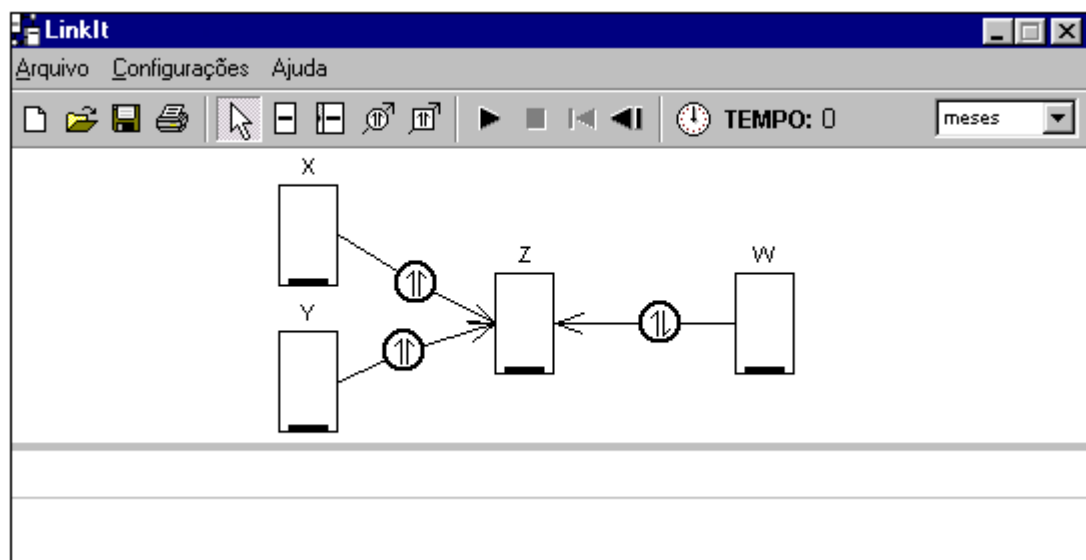 LinkIt
Arquivo Configurações Ajuda
TEMPO: 0 meses
X
Z W
Y